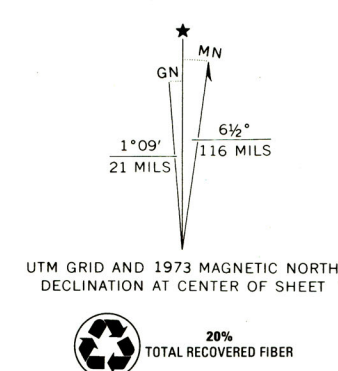 MN
GN
1°09′
21 MILS
6½°
116 MILS
UTM GRID AND 1973 MAGNETIC NORTH
DECLINATION AT CENTER OF SHEET
20%
TOTAL RECOVERED FIBER